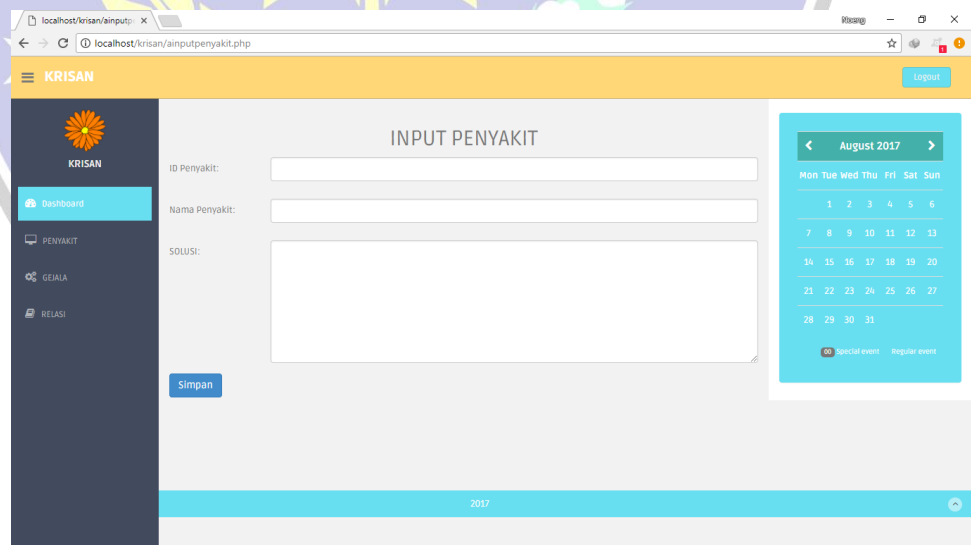 localhost/krisan/ainputp
Noeng
localhost/krisan/ainputpenyakit.php
1
KRISAN
Logout
KRISAN
Dashboard
PENYAKIT
GEJALA
RELASI
INPUT PENYAKIT
ID Penyakit:
Nama Penyakit:
SOLUSI:
Simpan
August 2017
Mon Tue Wed Thu Fri Sat Sun
1 2 3 4 5 6
7 8 9 10 11 12 13
14 15 16 17 18 19 20
21 22 23 24 25 26 27
28 29 30 31
00 Special event Regular event
2017